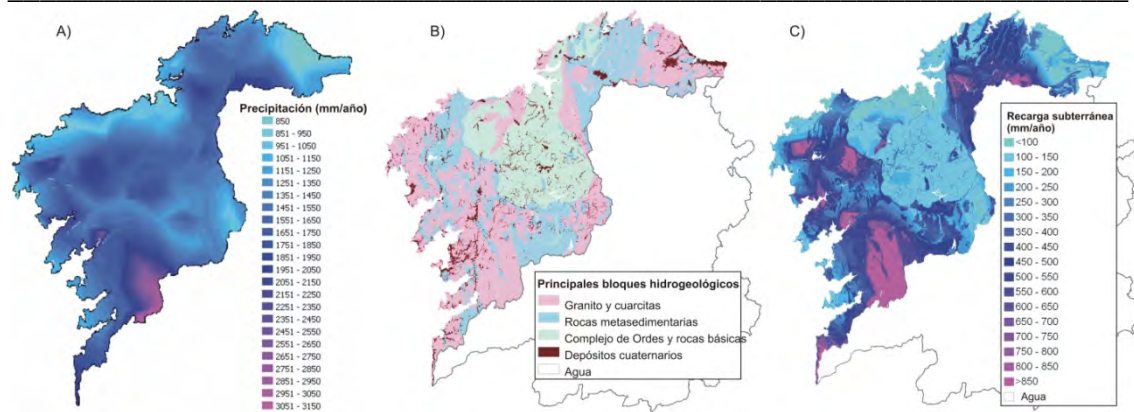 A)
Precipitación (mm/año)
850
851 - 950
951 - 1050
1051 - 1150
1151 - 1250
1251 - 1350
1351 - 1450
1451 - 1550
1551 - 1650
1651 - 1750
1751 - 1850
1851 - 1950
1951 - 2050
2051 - 2150
2151 - 2250
2251 - 2350
2351 - 2450
2451 - 2550
2551 - 2650
2651 - 2750
2751 - 2850
2851 - 2950
2951 - 3050
3051 - 3150
B)
Principales bloques hidrogeológicos
Granito y cuarcitas
Rocas metasedimentarias
Complejo de Ordes y rocas básicas
Depósitos cuaternarios
Agua
C)
Recarga subterránea
(mm/año)
<100
100 - 150
150 - 200
200 - 250
250 - 300
300 - 350
350 - 400
400 - 450
450 - 500
500 - 550
550 - 600
600 - 650
650 - 700
700 - 750
750 - 800
800 - 850
>850
Agua